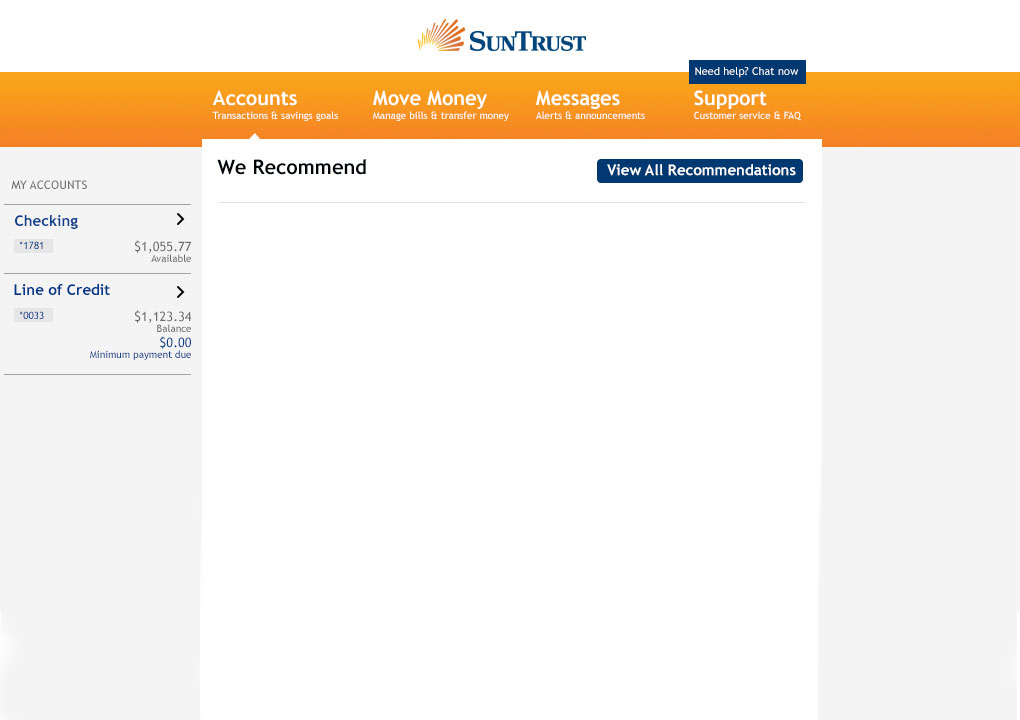 SUNTRUST
Need help? Chat now
Accounts
Transactions & savings goals
Move Money
Manage bills & transfer money
Messages
Alerts & announcements
Support
Customer service & FAQ
We Recommend
View All Recommendations
MY ACCOUNTS
Checking
*1781
$1,055.77
Available
Line of Credit
*0033
$1,123.34
Balance
$0.00
Minimum payment due